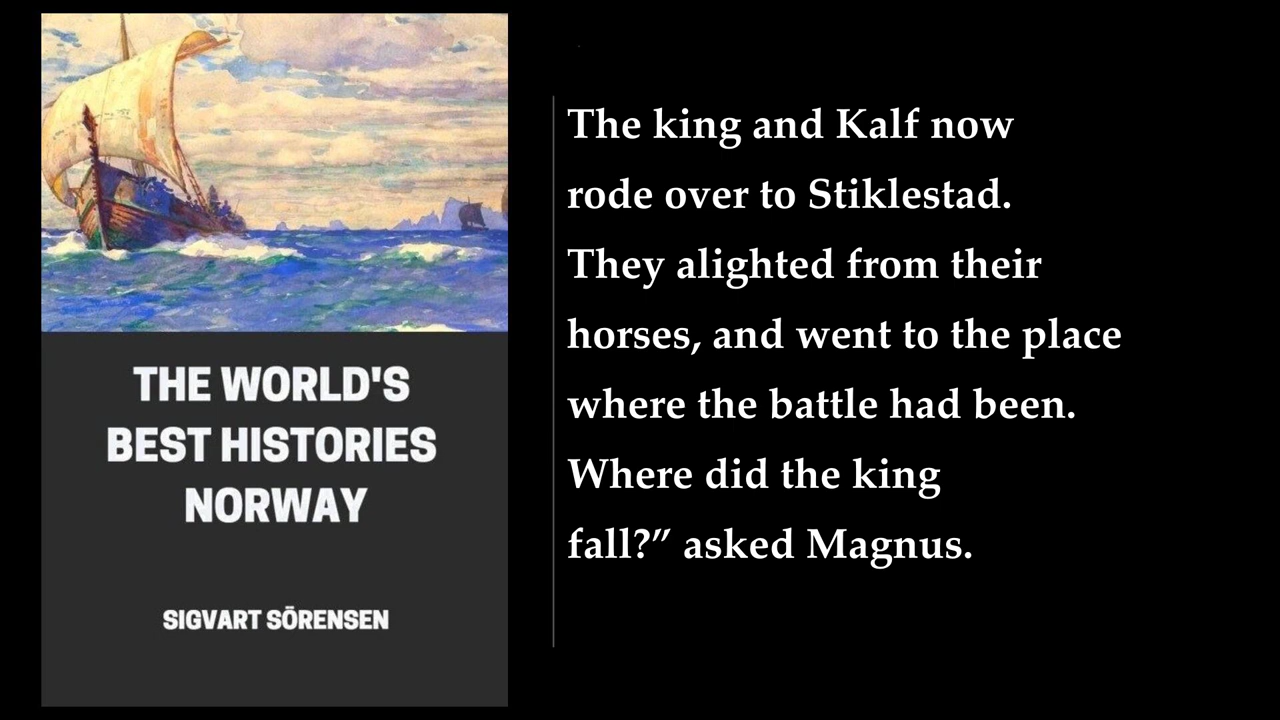 THE WORLD'S
BEST HISTORIES
NORWAY
SIGVART SÖRENSEN
The king and Kalf now
rode over to Stiklestad.
They alighted from their
horses, and went to the place
where the battle had been.
Where did the king
fall?” asked Magnus.